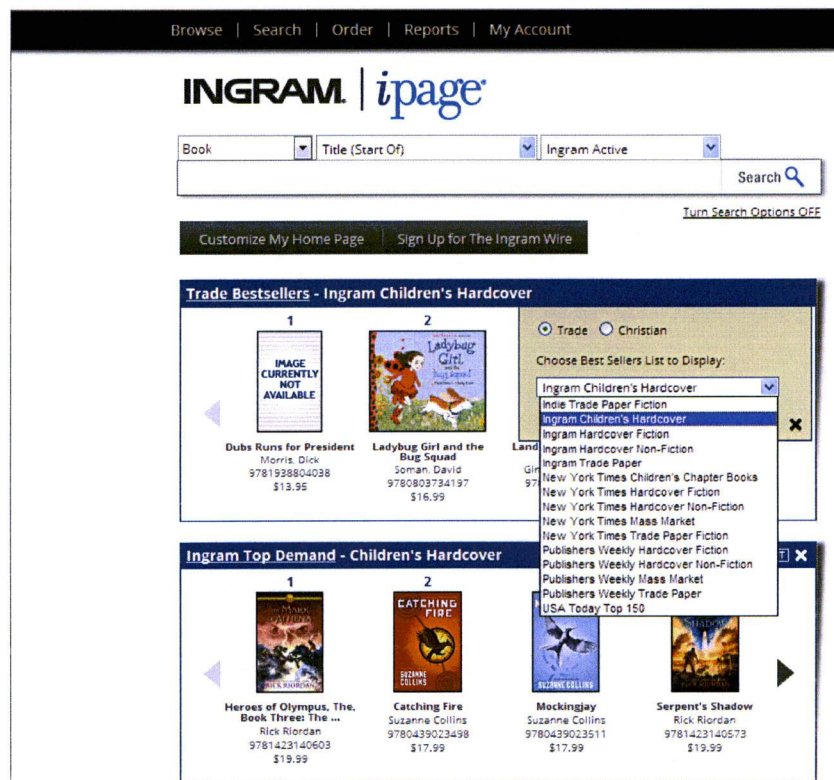 Browse | Search | Order | Reports | My Account
INGRAM | ipage
Book Title (Start Of) Ingram Active
Search
Turn Search Options OFF
Customize My Home Page Sign Up for The Ingram Wire
Trade Bestsellers - Ingram Children's Hardcover
1 2
IMAGE
CURRENTLY
NOT
AVAILABLE
Ladybug
Girl
and the
Bug Squad
Dubs Runs for President
Morris, Dick
9781938804038
$13.95
Ladybug Girl and the
Bug Squad
Soman, David
9780803734197
$16.99
Land
97
Trade Christian
Choose Best Sellers List to Display:
Ingram Children's Hardcover
Indie Trade Paper Fiction
Ingram Children's Hardcover
Ingram Hardcover Fiction
Ingram Hardcover Non-Fiction
Ingram Trade Paper
New York Times Children's Chapter Books
New York Times Hardcover Fiction
New York Times Hardcover Non-Fiction
New York Times Mass Market
New York Times Trade Paper Fiction
Publishers Weekly Hardcover Fiction
Publishers Weekly Hardcover Non-Fiction
Publishers Weekly Mass Market
Publishers Weekly Trade Paper
USA Today Top 150
Ingram Top Demand - Children's Hardcover
1 2
MARK
ATHENA
RICK RIORDAN
CATCHING
FIRE
SUZANNE
COLLINS
SUZANNE COLLINS
SHADOW
RICK RIORDAN
Heroes of Olympus, The,
Book Three: The ...
Rick Riordan
9781423140603
$19.99
Catching Fire
Suzanne Collins
9780439023498
$17.99
Mockingjay
Suzanne Collins
9780439023511
$17.99
Serpent's Shadow
Rick Riordan
9781423140573
$19.99